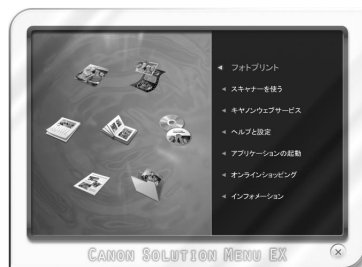 フォトプリント
スキャナーを使う
キヤノンウェブサービス
ヘルプと設定
アプリケーションの起動
オンラインショッピング
インフォメーション
CANON SOLUTION MENU EX